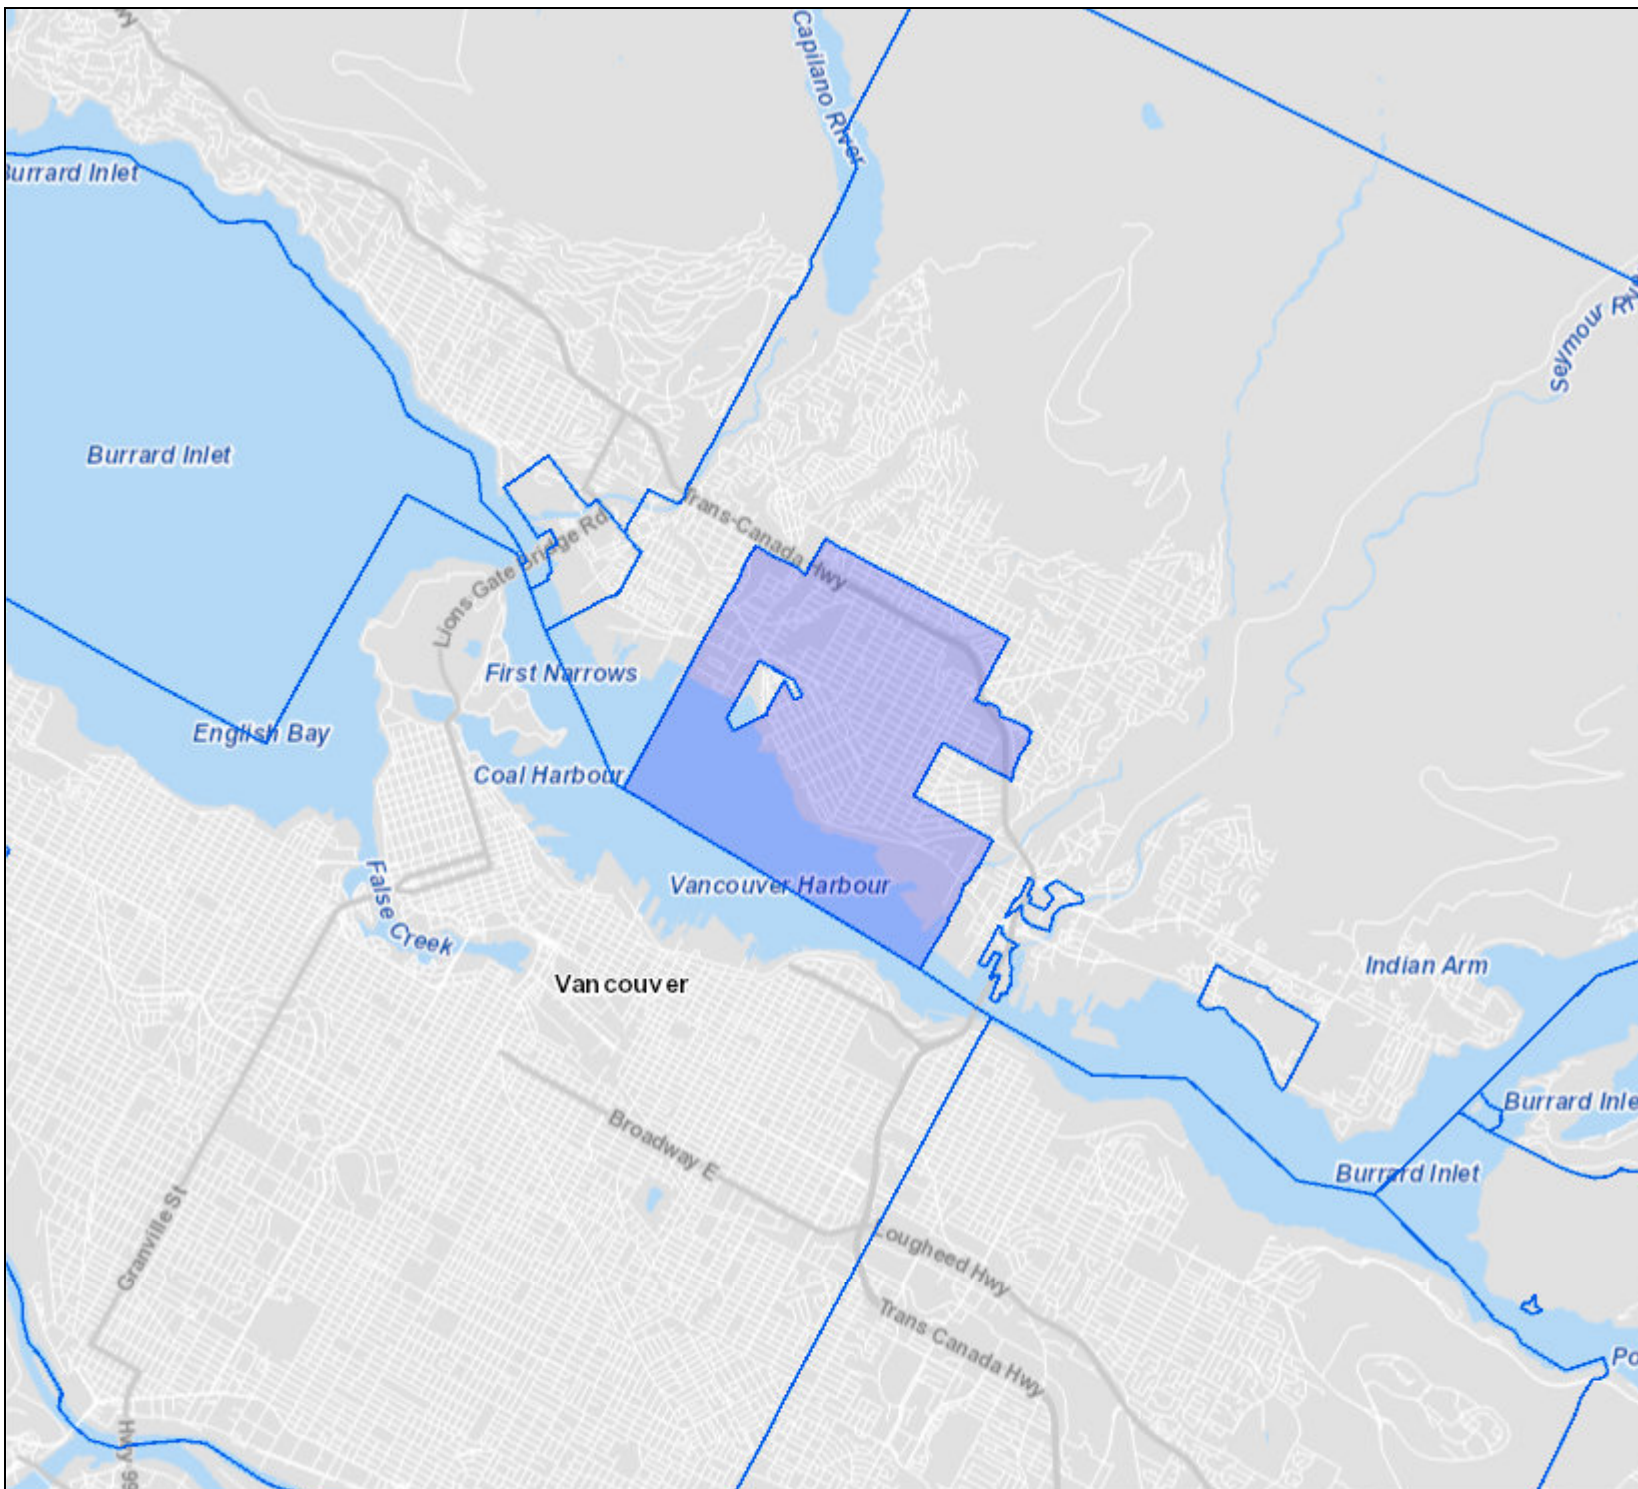 Capilano River
Burrard Inlet
Seymour
Burrard Inlet
Trans-Canada Hwy
Lions Gate Bridge Rd.
First Narrows
English Bay
Coal Harbour
Vancouver Harbour
False Creek
Vancouver
Indian Arm
Burrard Inle
Broadway E
Burrard Inlet
Granville St
Lougheed Hwy
Trans Canada Hwy
Po
Hwy 99